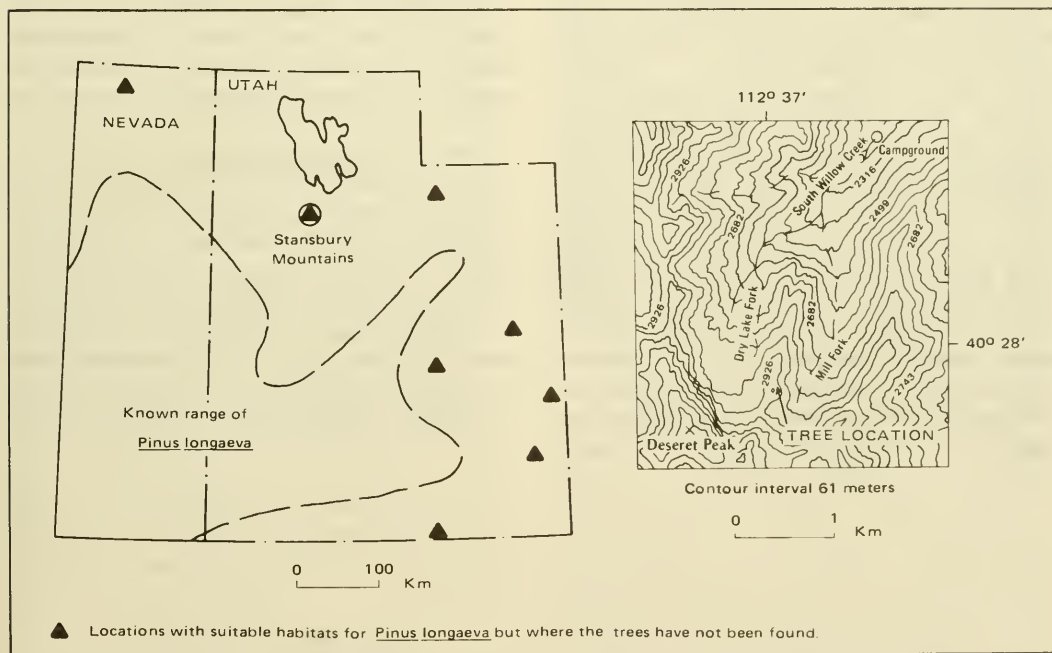 UTAH
NEVADA
Stansbury
Mountains
Known range of
Pinus longaeva
0 100
Km
112° 37'
South Willow Creek
Campground
2926
2316
2499
2682
2682
Dry Lake Fork
2682
Mill Fork
2926
2926
2743
40° 28'
Deseret Peak
TREE LOCATION
Contour interval 61 meters
0 1
Km
Locations with suitable habitats for Pinus longaeva but where the trees have not been found.